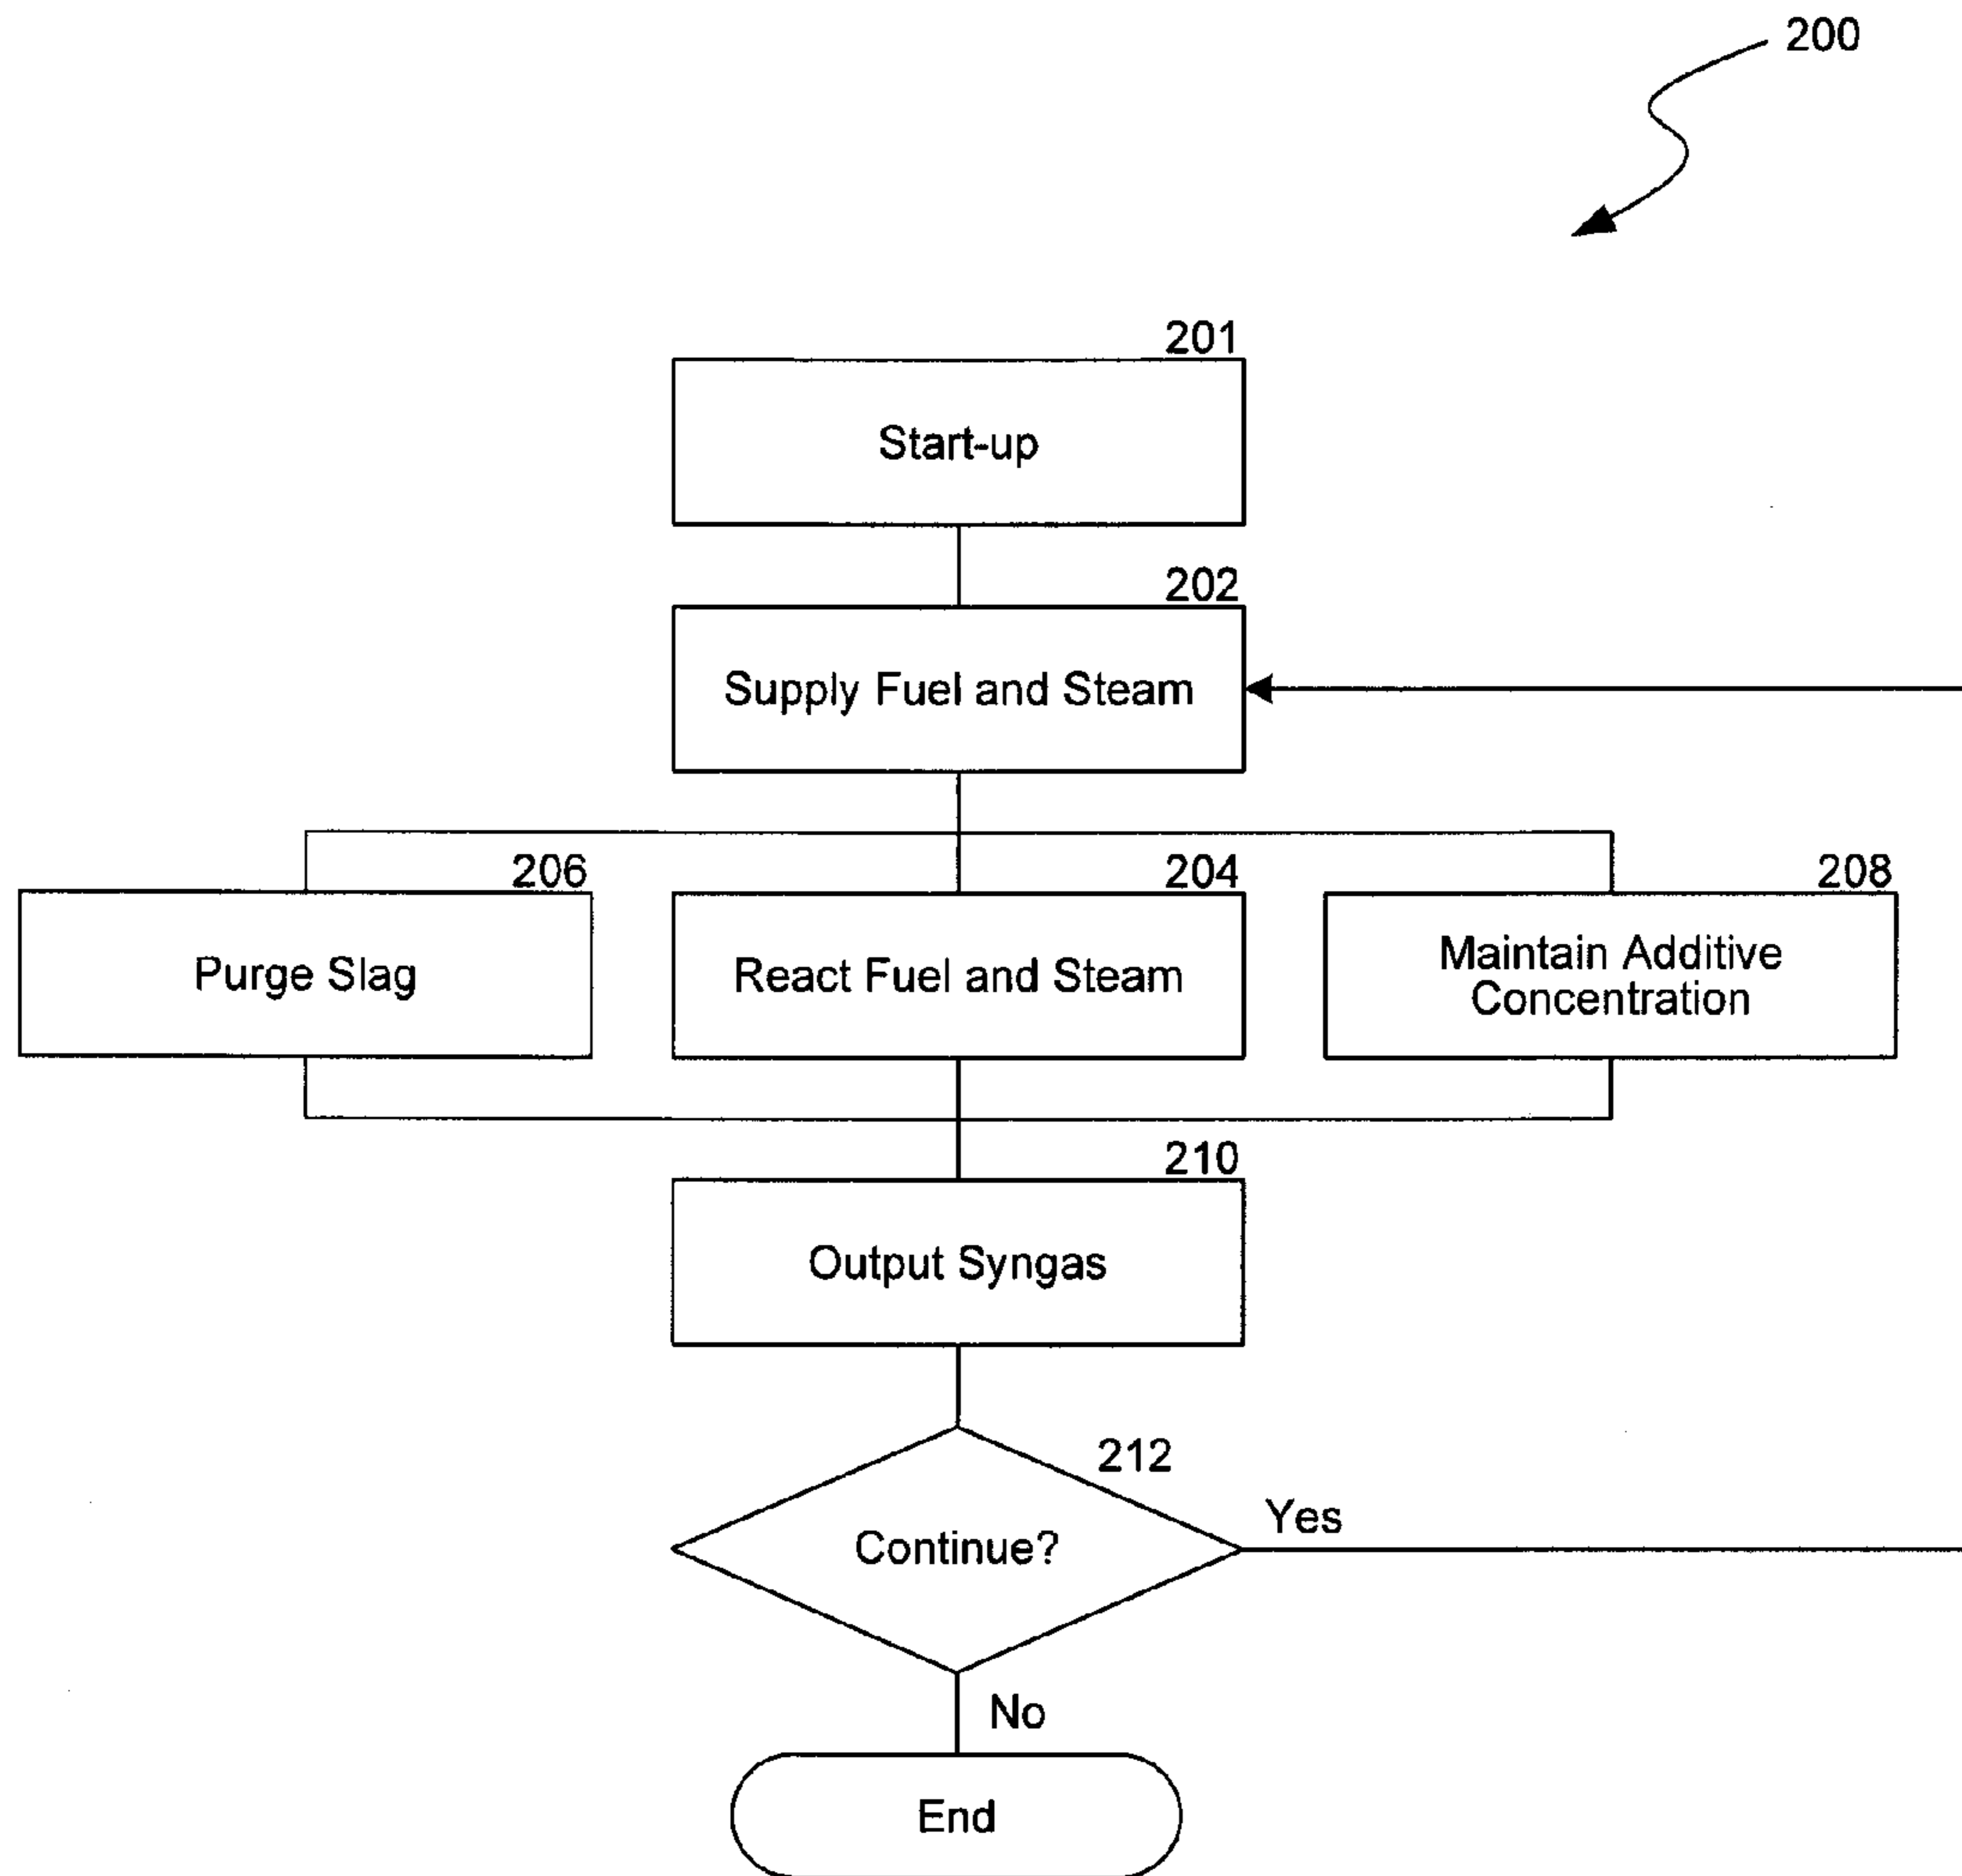 200
201
Start-up
202
Supply Fuel and Steam
206
Purge Slag
204
React Fuel and Steam
208
Maintain Additive
Concentration
210
Output Syngas
212
Continue?
Yes
No
End